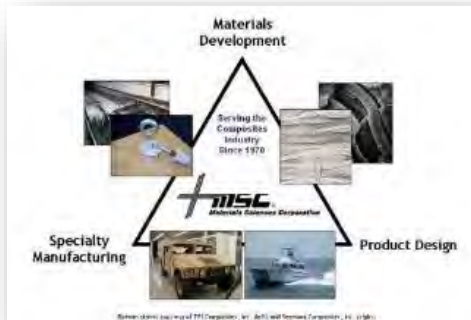 Materials
Development
Serving the
Composites
Industry
Since 1970
MSC
Materials Sciences Corporation
Specialty
Manufacturing
Product Design